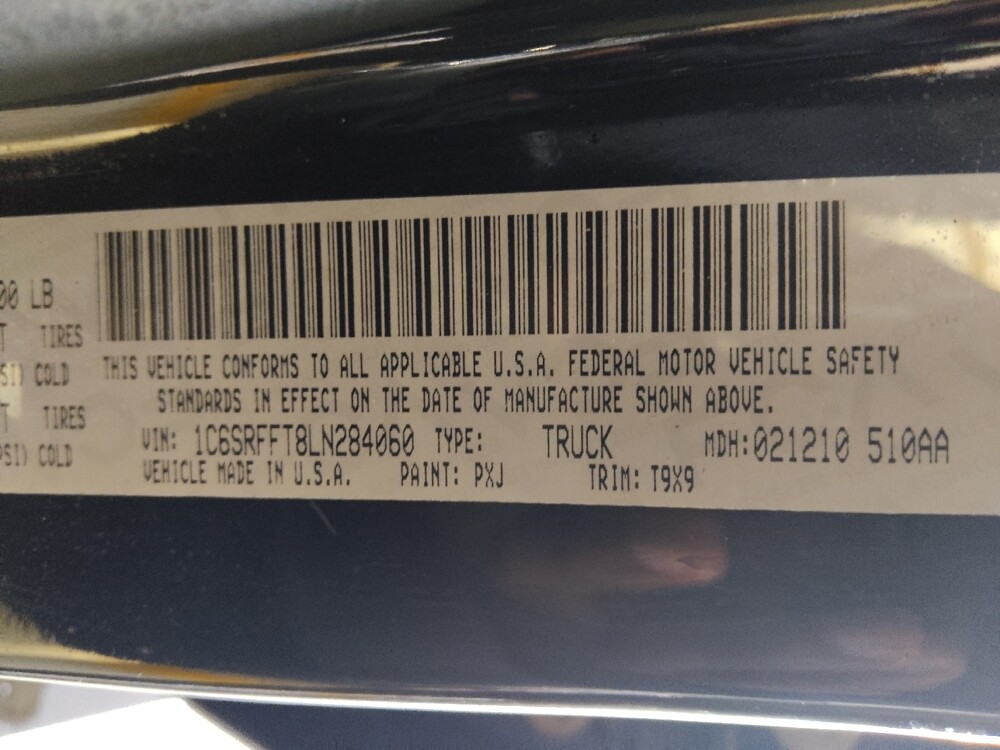 00 LB
TIRES
THIS VEHICLE CONFORMS TO ALL APPLICABLE U.S.A. FEDERAL MOTOR VEHICLE SAFETY
COLD
STANDARDS IN EFFECT ON THE DATE OF MANUFACTURE SHOWN ABOVE.
TIRES
VIN: 1C6SRFFT8LN284060 TYPE: TRUCK MDH:021210 510AA
PSI) COLD
VEHICLE MADE IN U.S.A. PAINT: PXJ TRIM: T9X9